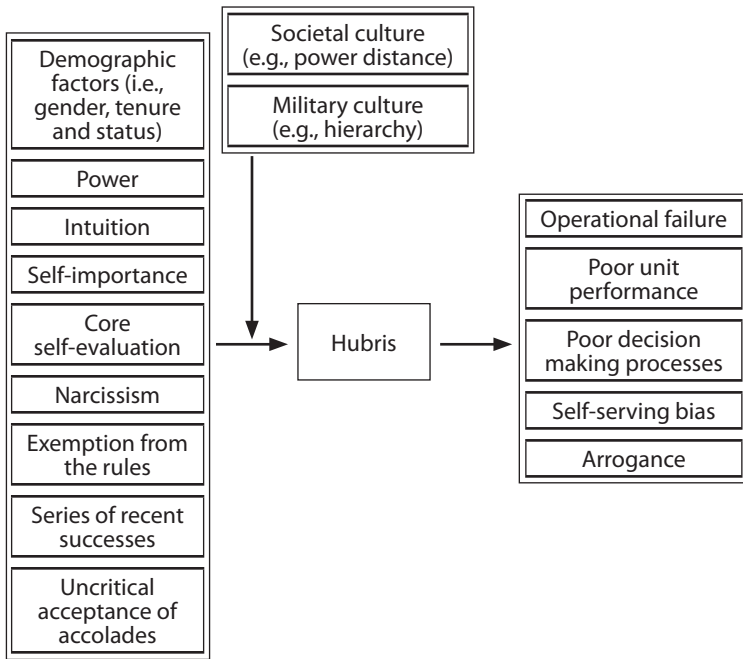 Demographic
factors (i.e.,
gender, tenure
and status)
Power
Intuition
Self-importance
Core
self-evaluation
Narcissism
Exemption from
the rules
Series of recent
successes
Uncritical
acceptance of
accolades
Societal culture
(e.g., power distance)
Military culture
(e.g., hierarchy)
Hubris
Operational failure
Poor unit
performance
Poor decision
making processes
Self-serving bias
Arrogance